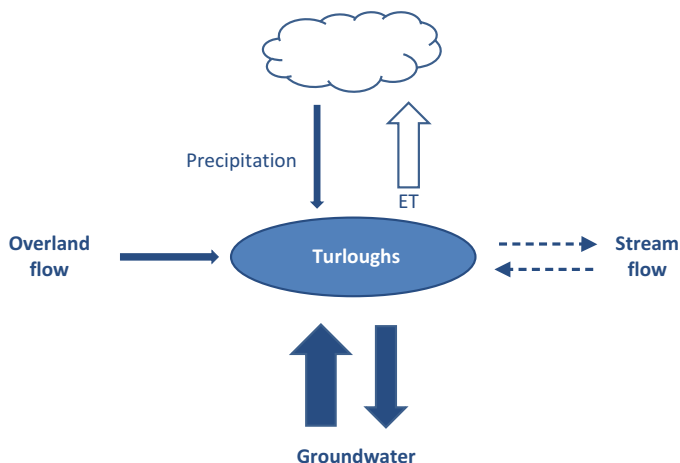 Precipitation
ET
Overland
flow
Turloughs
Stream
flow
Groundwater